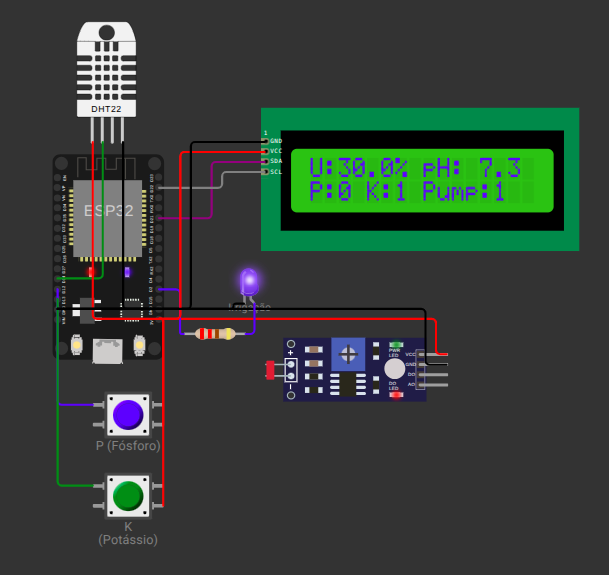 DHT22
ESP32
1
GND
VCC
SDA
SCL
U:30.0% pH: 7.3
P:0 K:1 Pump:1
Irrigação
PWR
LED
DO
LED
VCC
GND
DO
AO
P (Fósforo)
K
(Potássio)